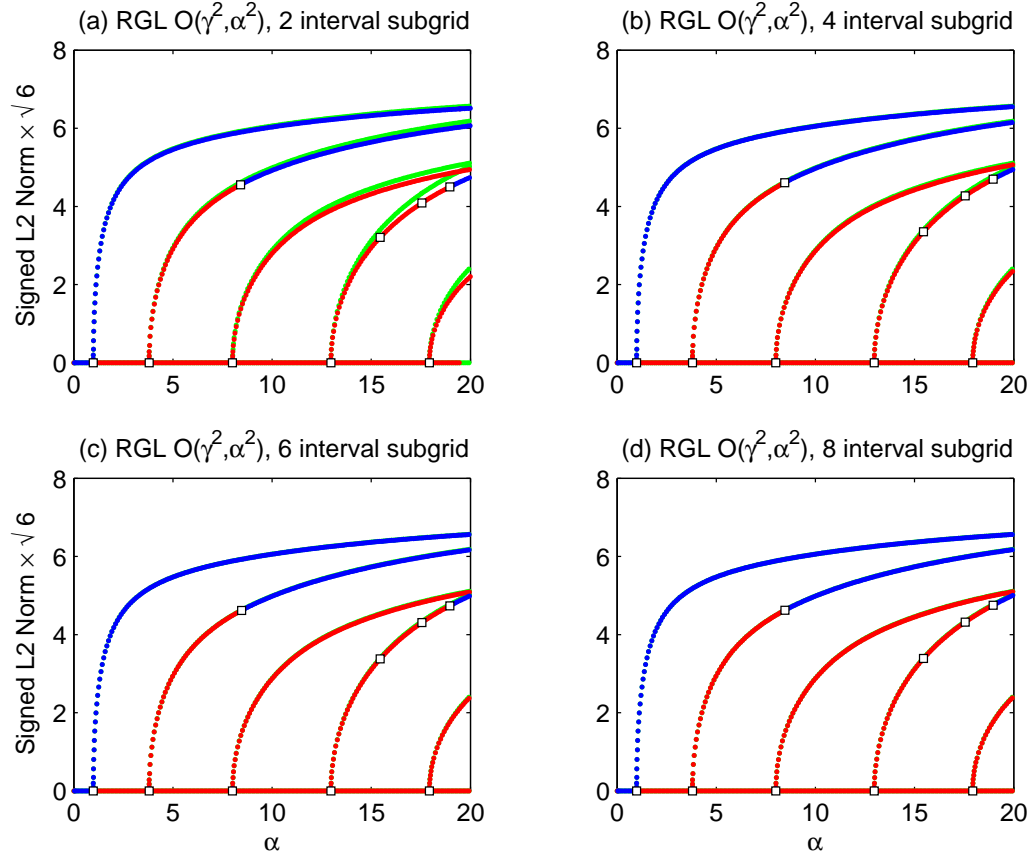 (a) RGL O(γ²,α²), 2 interval subgrid
(b) RGL O(γ²,α²), 4 interval subgrid
Signed L2 Norm × √6
8
6
4
2
0
0 5 10 15 20
8
6
4
2
0
0 5 10 15 20
(c) RGL O(γ²,α²), 6 interval subgrid
(d) RGL O(γ²,α²), 8 interval subgrid
Signed L2 Norm × √6
8
6
4
2
0
0 5 10 15 20
α
8
6
4
2
0
0 5 10 15 20
α